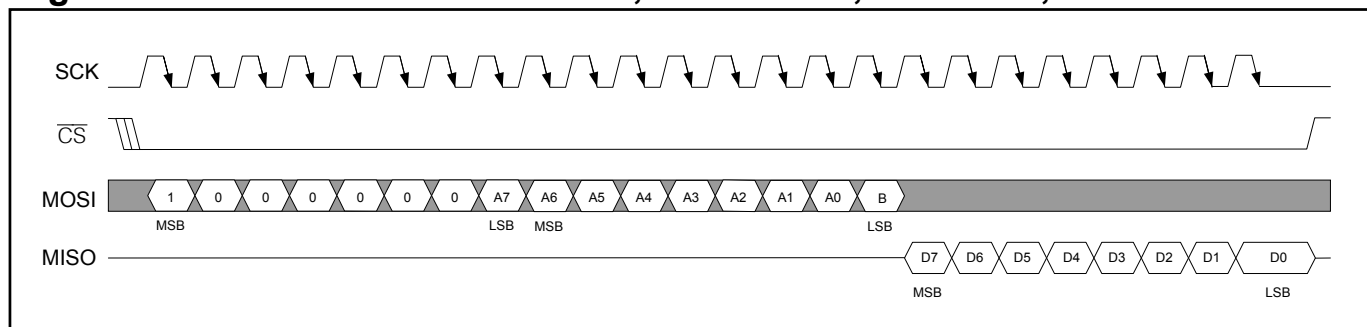 SCK
CS
MOSI 1 0 0 0 0 0 0 A7 A6 A5 A4 A3 A2 A1 A0 B
MSB LSB MSB LSB
MISO D7 D6 D5 D4 D3 D2 D1 D0
MSB LSB